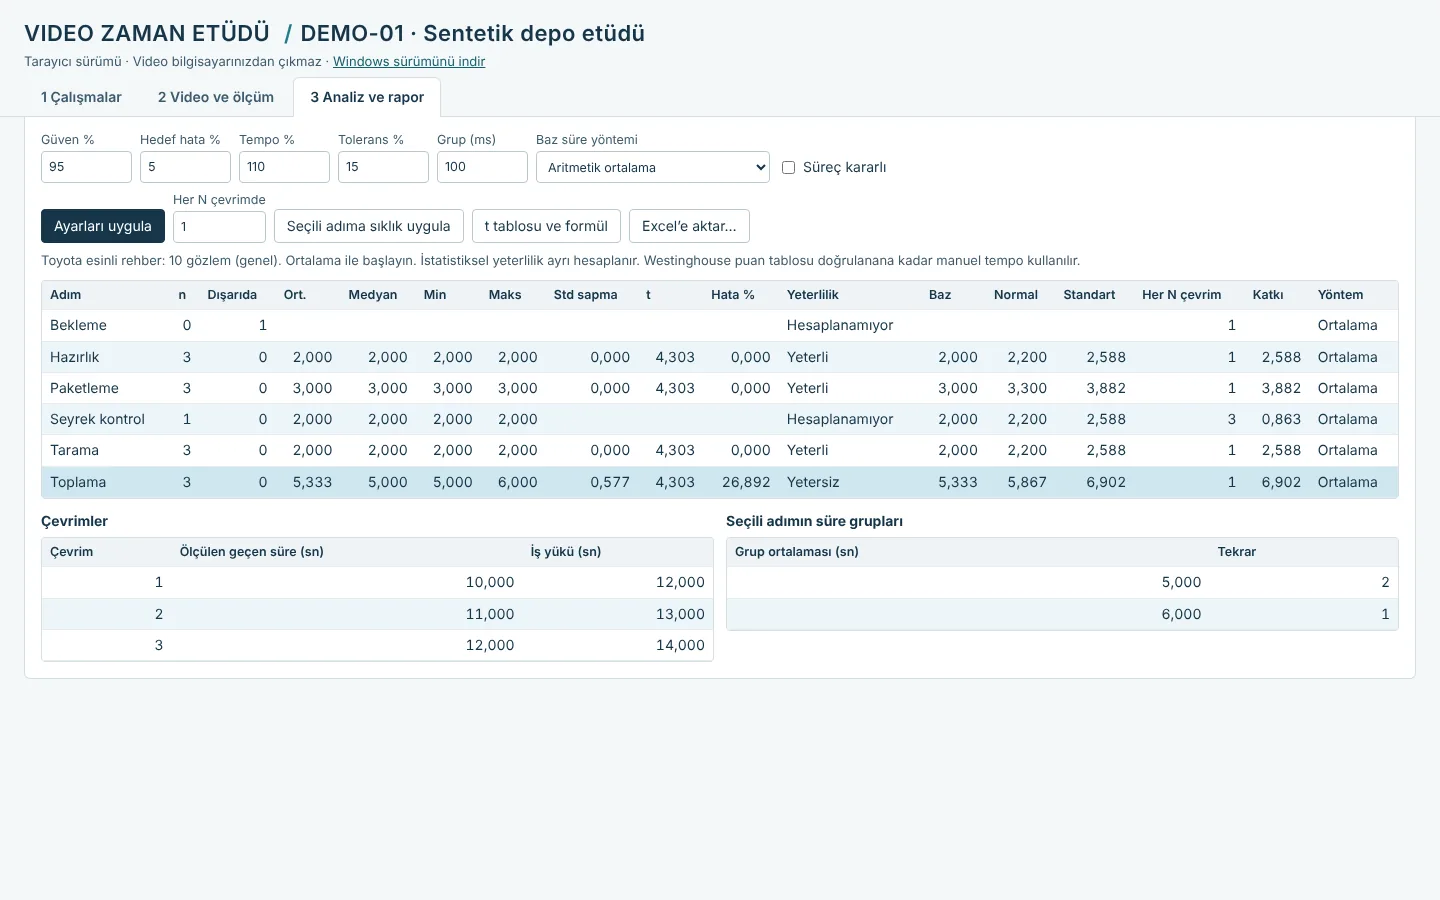 VIDEO ZAMAN ETÜDÜ / DEMO-01 · Sentetik depo etüdü
Tarayıcı sürümü · Video bilgisayarınızdan çıkmaz · Windows sürümünü indir
1 Çalışmalar 2 Video ve ölçüm 3 Analiz ve rapor
Güven % Hedef hata % Tempo % Tolerans % Grup (ms) Baz süre yöntemi
95 5 110 15 100 Aritmetik ortalama Süreç kararlı
Her N çevrimde
Ayarları uygula 1 Seçili adıma sıklık uygula t tablosu ve formül Excel’e aktar…
Toyota esinli rehber: 10 gözlem (genel). Ortalama ile başlayın. İstatistiksel yeterlilik ayrı hesaplanır. Westinghouse puan tablosu doğrulanana kadar manuel tempo kullanılır.
Adım n Dışarıda Ort. Medyan Min Maks Std sapma t Hata % Yeterlilik Baz Normal Standart Her N çevrim Katkı Yöntem
Bekleme 0 1 Hesaplanamıyor 1 Ortalama
Hazırlık 3 0 2,000 2,000 2,000 2,000 0,000 4,303 0,000 Yeterli 2,000 2,200 2,588 1 2,588 Ortalama
Paketleme 3 0 3,000 3,000 3,000 3,000 0,000 4,303 0,000 Yeterli 3,000 3,300 3,882 1 3,882 Ortalama
Seyrek kontrol 1 0 2,000 2,000 2,000 2,000 Hesaplanamıyor 2,000 2,200 2,588 3 0,863 Ortalama
Tarama 3 0 2,000 2,000 2,000 2,000 0,000 4,303 0,000 Yeterli 2,000 2,200 2,588 1 2,588 Ortalama
Toplama 3 0 5,333 5,000 5,000 6,000 0,577 4,303 26,892 Yetersiz 5,333 5,867 6,902 1 6,902 Ortalama
Çevrimler
Çevrim Ölçülen geçen süre (sn) İş yükü (sn)
1 10,000 12,000
2 11,000 13,000
3 12,000 14,000
Seçili adımın süre grupları
Grup ortalaması (sn) Tekrar
5,000 2
6,000 1